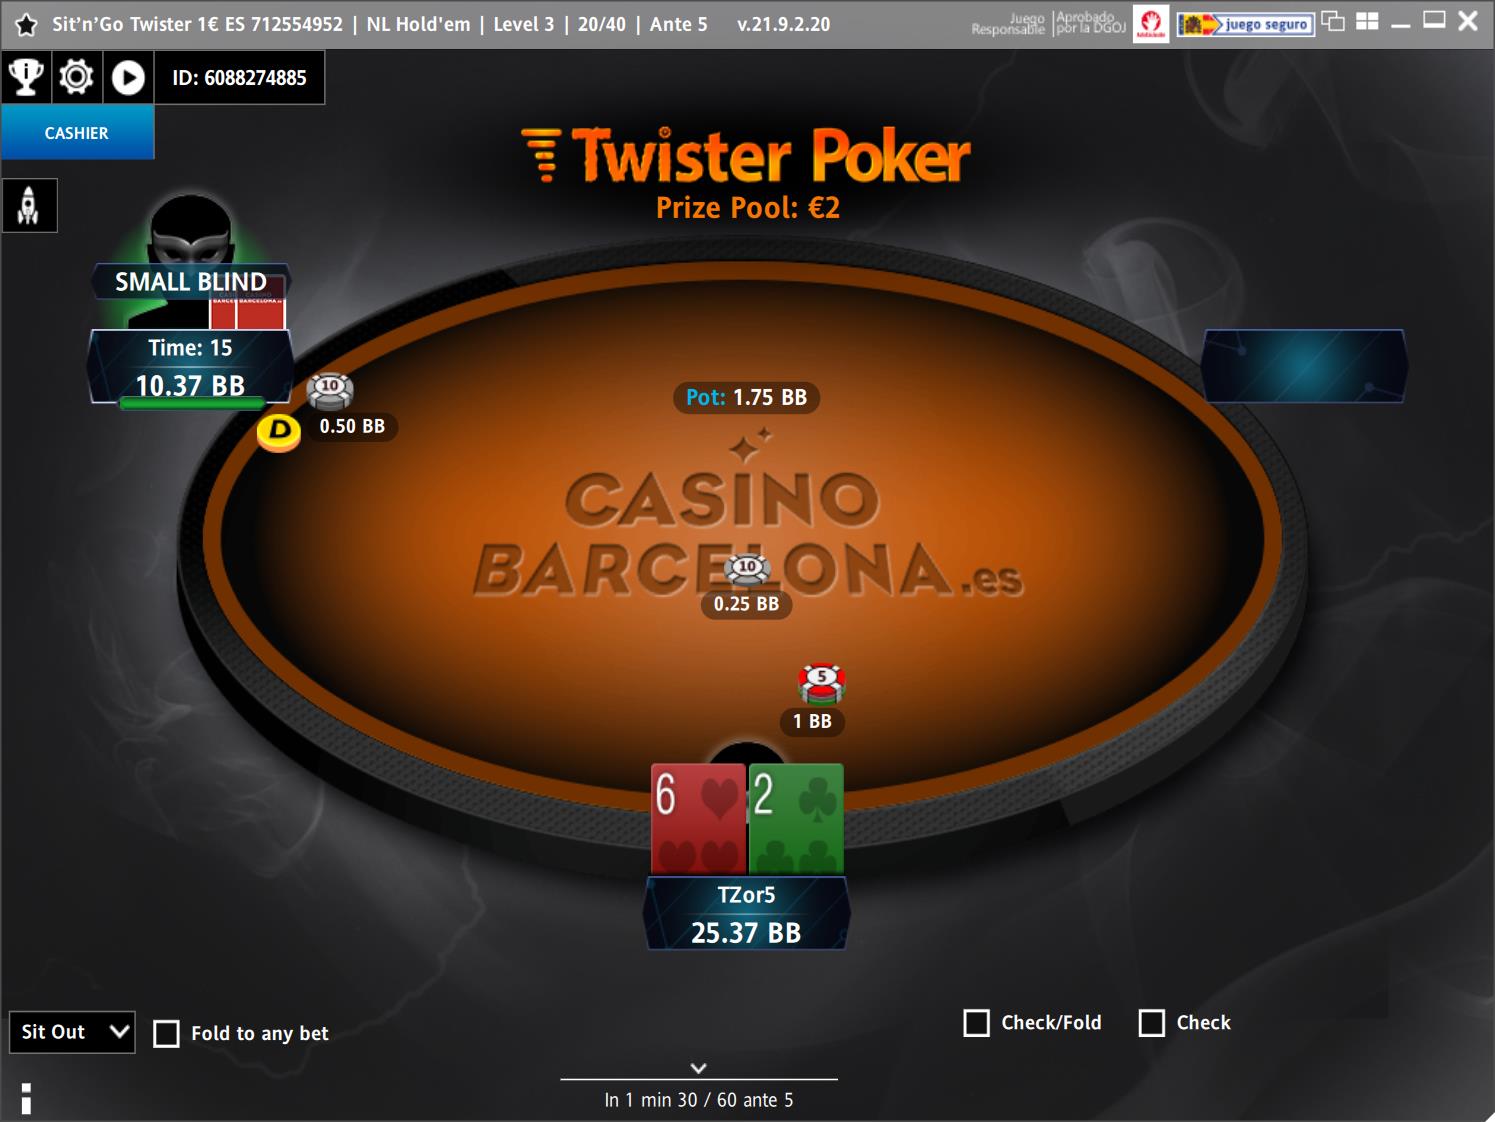 Sit'n'Go Twister 1€ ES 712554952 | NL Hold'em | Level 3 | 20/40 | Ante 5 v.21.9.2.20
Juego Responsable
Aprobado por la DGOJ
juego seguro
ID: 6088274885
CASHIER
Twister Poker
Prize Pool: €2
SMALL BLIND
Time: 15
10.37 BB
10
D
0.50 BB
Pot: 1.75 BB
CASINO
BARCELONA.es
10
0.25 BB
5
1 BB
6 2
TZor5
25.37 BB
Sit Out
Fold to any bet
Check/Fold
Check
In 1 min 30 / 60 ante 5